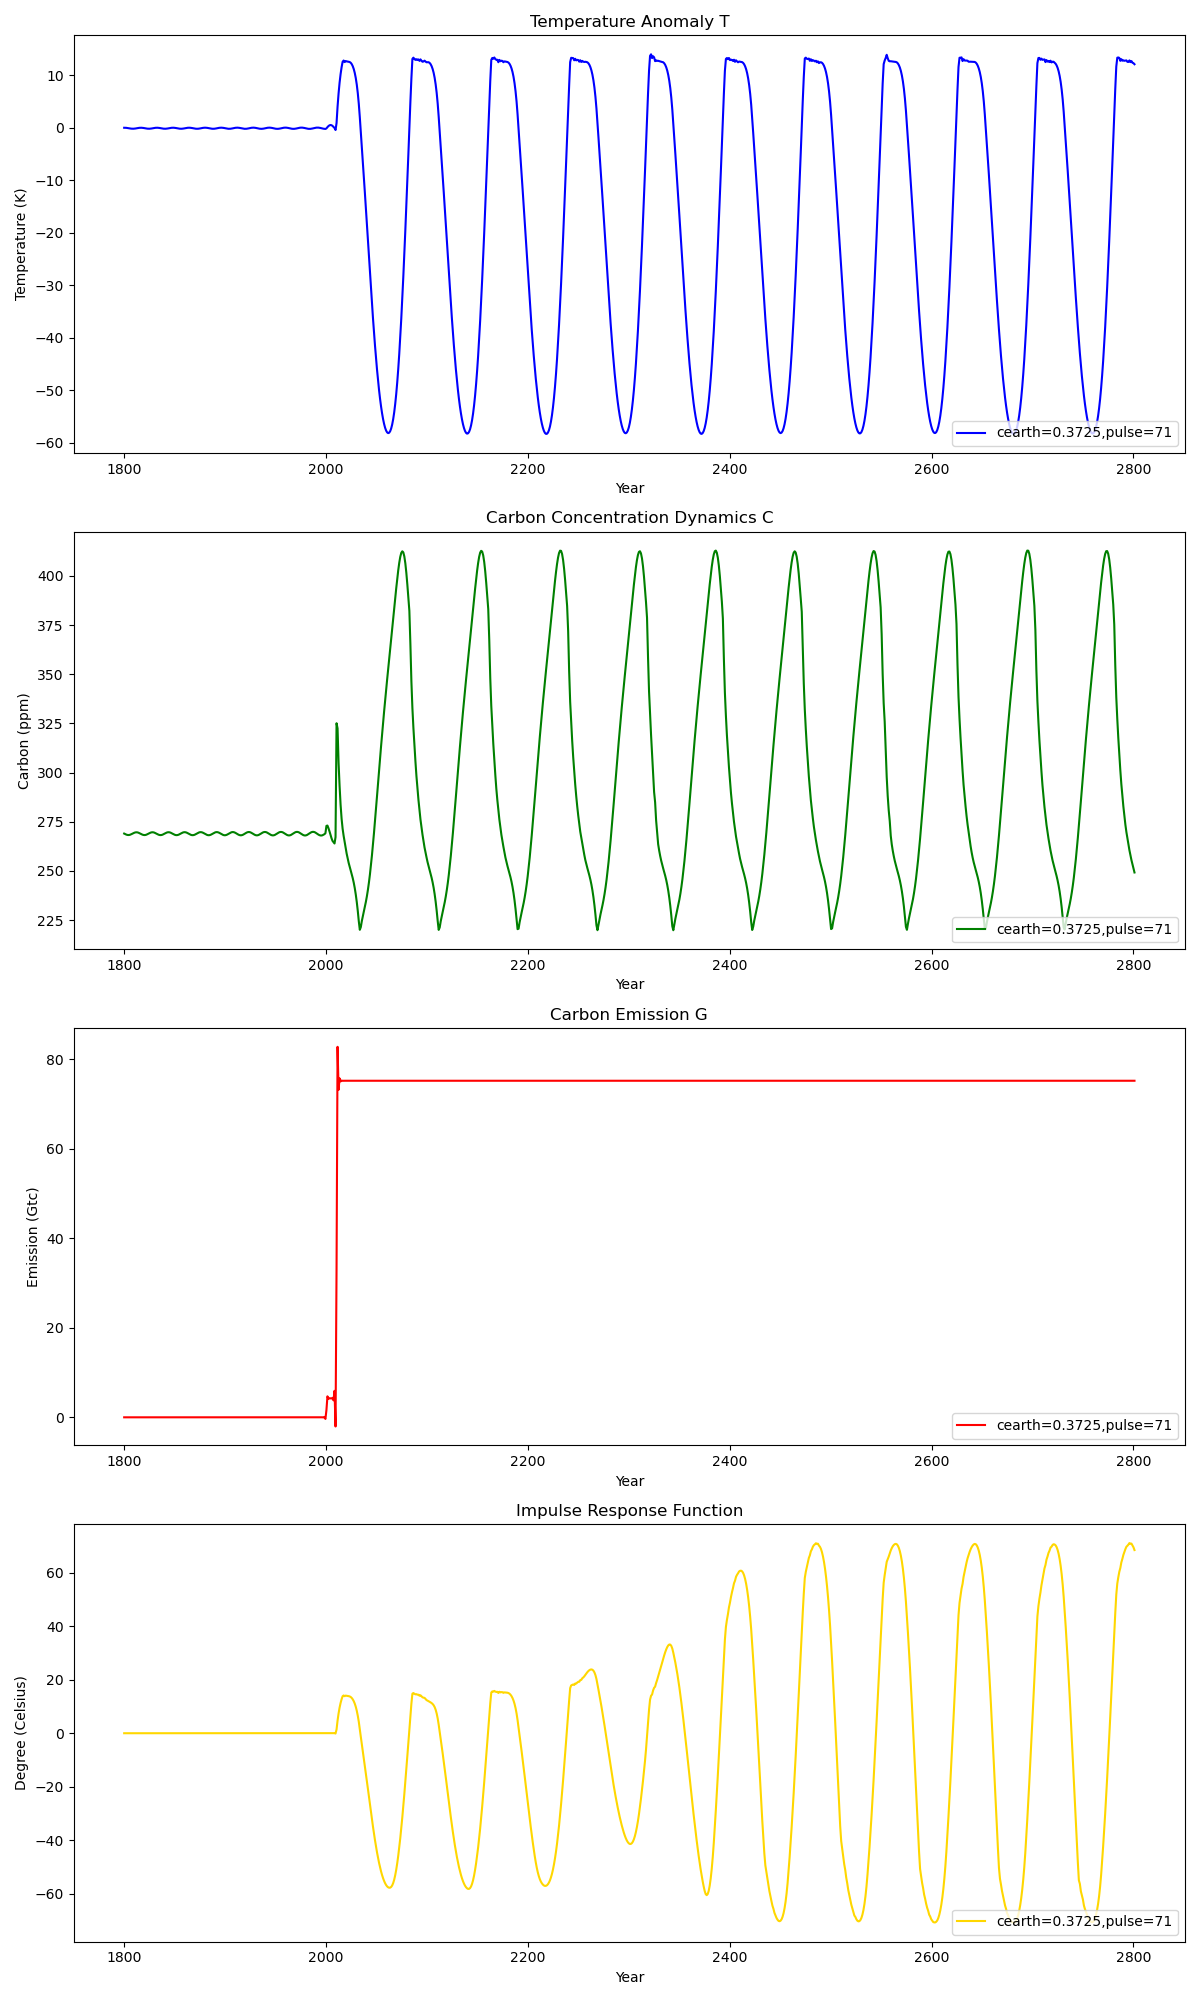 Temperature Anomaly T
10
0
−10
−20
−30
−40
−50
−60
Temperature (K)
cearth=0.3725,pulse=71
1800 2000 2200 2400 2600 2800
Year
Carbon Concentration Dynamics C
400
375
350
325
300
275
250
225
Carbon (ppm)
cearth=0.3725,pulse=71
1800 2000 2200 2400 2600 2800
Year
Carbon Emission G
80
60
40
20
0
Emission (Gtc)
cearth=0.3725,pulse=71
1800 2000 2200 2400 2600 2800
Year
Impulse Response Function
60
40
20
0
−20
−40
−60
Degree (Celsius)
cearth=0.3725,pulse=71
1800 2000 2200 2400 2600 2800
Year